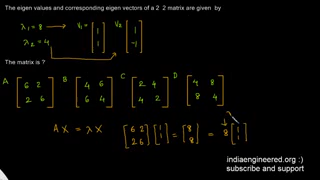 The eigen values and corresponding eigen vectors of a 2 2 matrix are given by
λ₁ = 8 → V₁ = [1 1] V₂ [1 -1]
λ₂ = 4
The matrix is ?
A [6 2 2 6] B [4 6 6 4] C [2 4 4 2] D [4 8 8 4]
AX = λX [6 2 2 6] [1 1] = [8 8] = 8 [1 1]
indiaengineered.org :)
subscribe and support